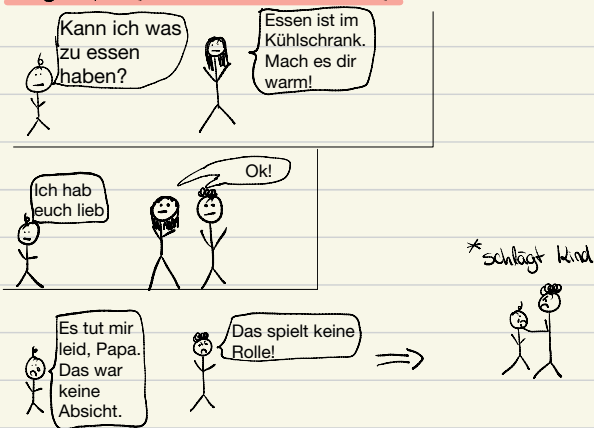 Kann ich was
zu essen
haben?
Essen ist im
Kühlschrank.
Mach es dir
warm!
Ich hab
euch lieb
Ok!
*schlägt kind
Es tut mir
leid, Papa.
Das war
keine
Absicht.
Das spielt keine
Rolle!